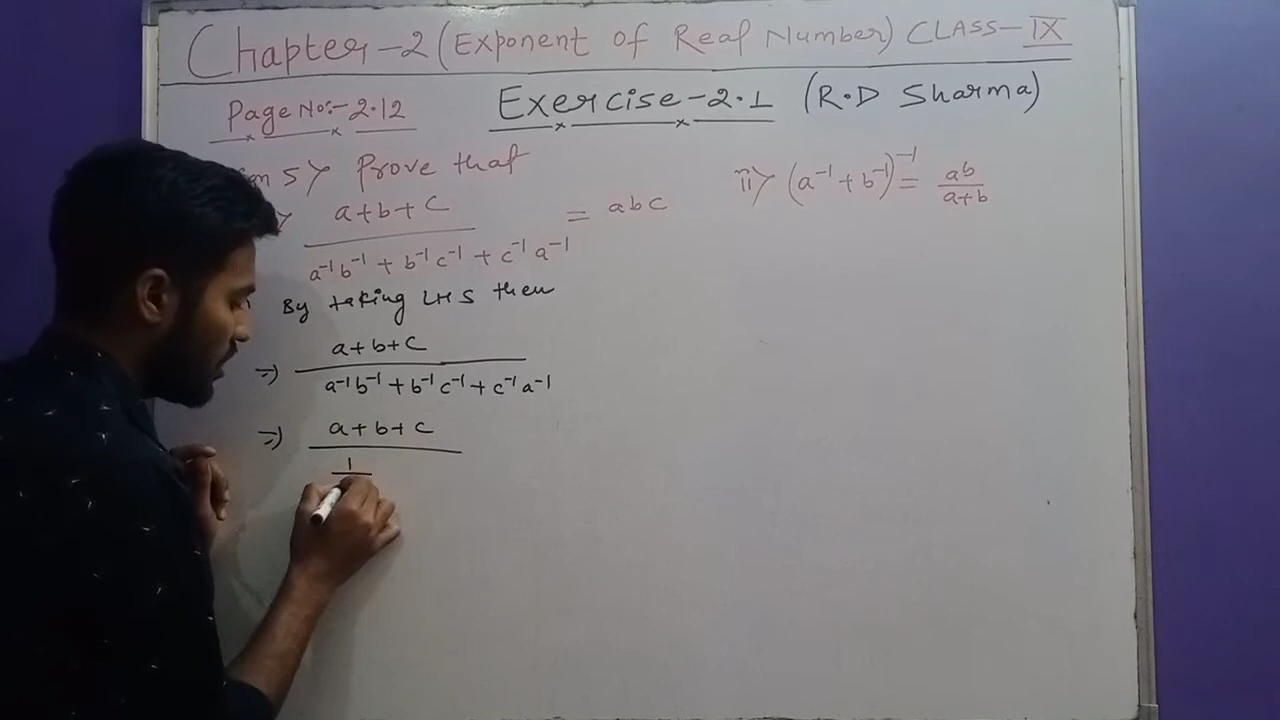 Chapter-2 (Exponent of Real Number) CLASS-IX
Page No:-2.12 Exercise-2.1 (R.D Sharma)
5> Prove that
a+b+c / a⁻¹b⁻¹ + b⁻¹c⁻¹ + c⁻¹a⁻¹ = abc
ii> (a⁻¹+b⁻¹)⁻¹ = ab / a+b
By taking LHS then
=) a+b+c / a⁻¹b⁻¹ + b⁻¹c⁻¹ + c⁻¹a⁻¹
=) a+b+c
1